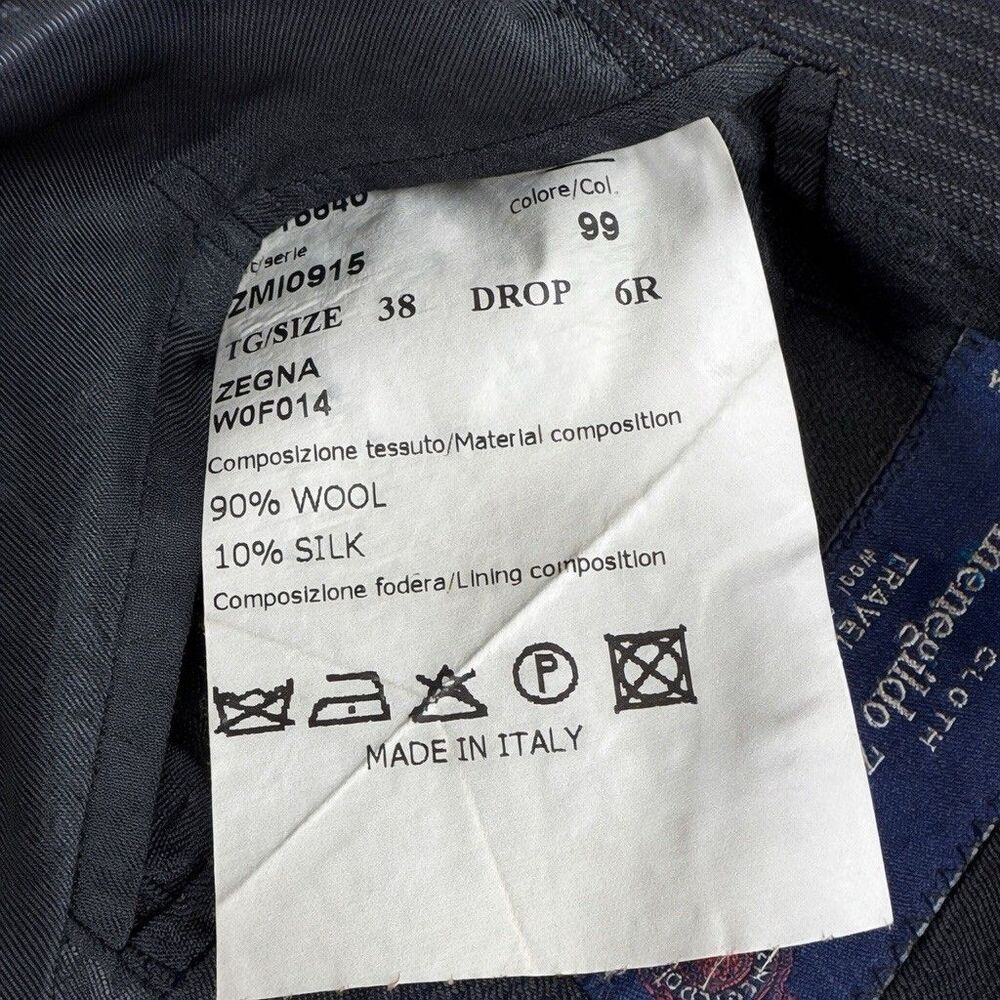 Colore/Col.
99
ZMI0915
TG/SIZE 38 DROP 6R
ZEGNA
W0F014
Composizione tessuto/Material composition
90% WOOL
10% SILK
Composizione fodera/Lining composition
P
MADE IN ITALY
CLOTH